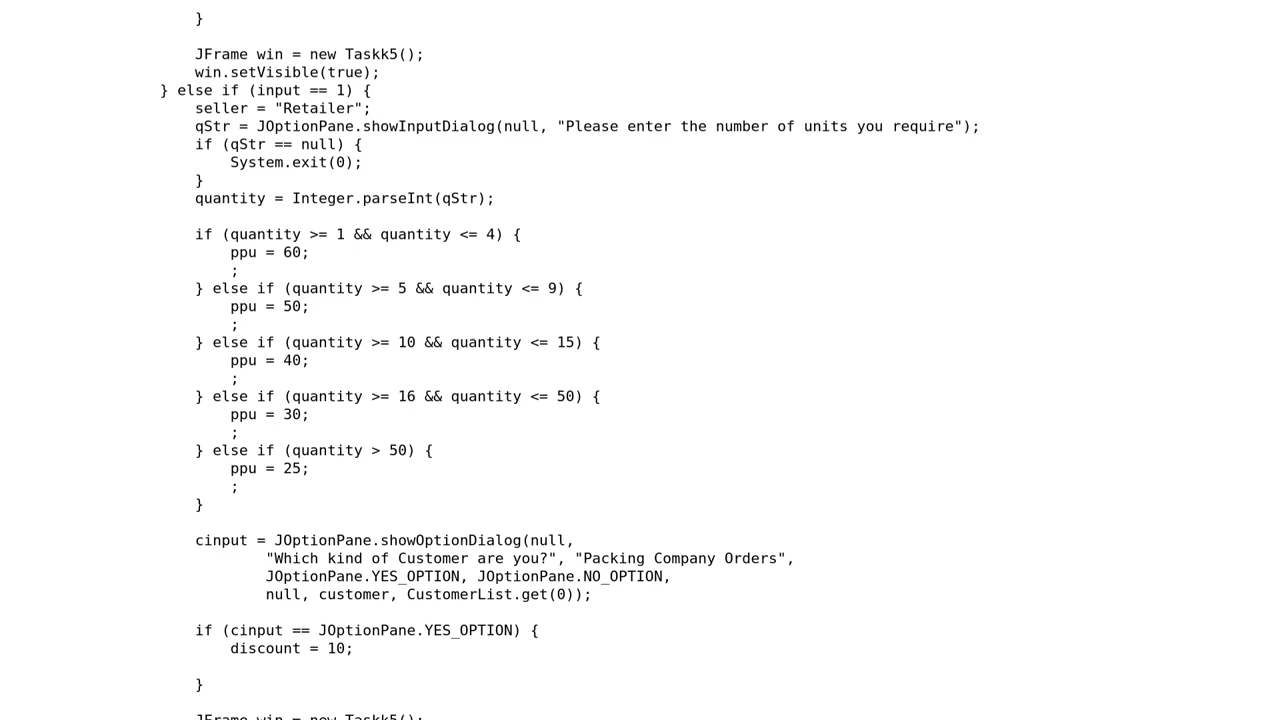 }
JFrame win = new Taskk5();
win.setVisible(true);
} else if (input == 1) {
seller = "Retailer";
qStr = JOptionPane.showInputDialog(null, "Please enter the number of units you require");
if (qStr == null) {
System.exit(0);
}
quantity = Integer.parseInt(qStr);
if (quantity >= 1 && quantity <= 4) {
ppu = 60;
;
} else if (quantity >= 5 && quantity <= 9) {
ppu = 50;
;
} else if (quantity >= 10 && quantity <= 15) {
ppu = 40;
;
} else if (quantity >= 16 && quantity <= 50) {
ppu = 30;
;
} else if (quantity > 50) {
ppu = 25;
;
}
cinput = JOptionPane.showOptionDialog(null,
"Which kind of Customer are you?", "Packing Company Orders",
JOptionPane.YES_OPTION, JOptionPane.NO_OPTION,
null, customer, CustomerList.get(0));
if (cinput == JOptionPane.YES_OPTION) {
discount = 10;
}
JFrame win = new Taskk5();